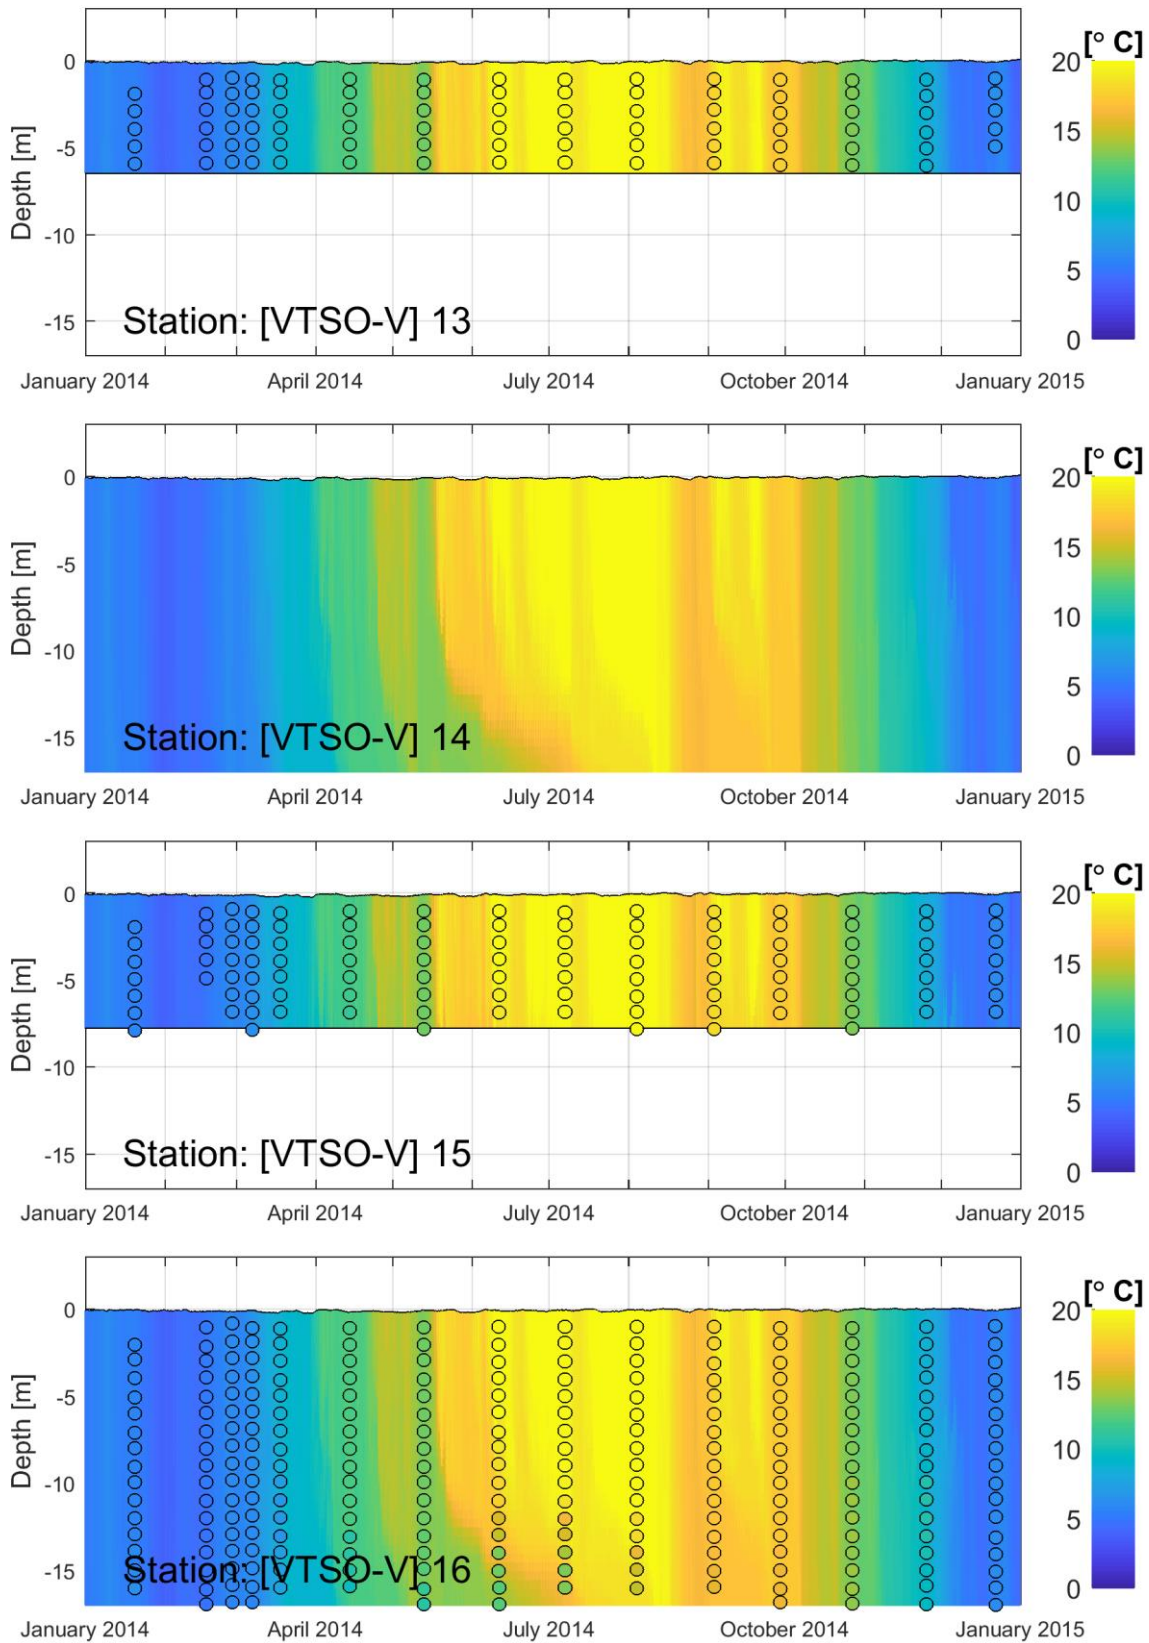 [° C]
0
-5
-10
-15
Depth [m]
Station: [VTSO-V] 13
20
15
10
5
0
January 2014 April 2014 July 2014 October 2014 January 2015
[° C]
0
-5
-10
-15
Depth [m]
Station: [VTSO-V] 14
20
15
10
5
0
January 2014 April 2014 July 2014 October 2014 January 2015
[° C]
0
-5
-10
-15
Depth [m]
Station: [VTSO-V] 15
20
15
10
5
0
January 2014 April 2014 July 2014 October 2014 January 2015
[° C]
0
-5
-10
-15
Depth [m]
Station: [VTSO-V] 16
20
15
10
5
0
January 2014 April 2014 July 2014 October 2014 January 2015